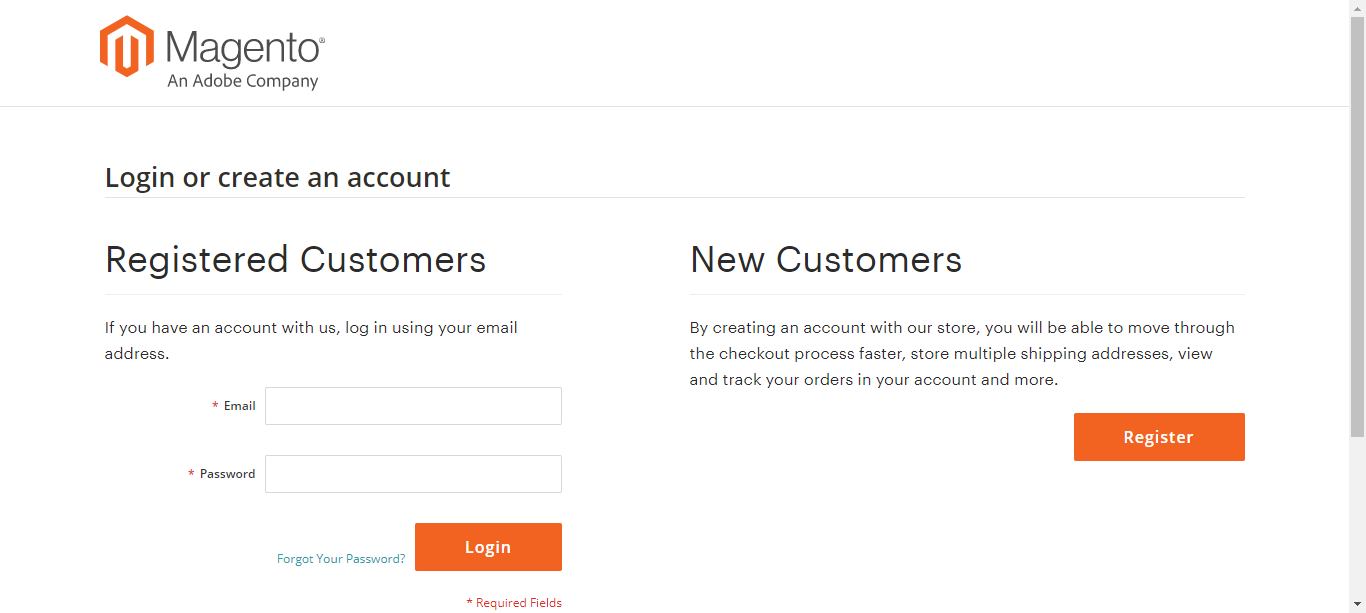 Magento®
An Adobe Company
Login or create an account
Registered Customers
If you have an account with us, log in using your email
address.
* Email
* Password
Forgot Your Password?
Login
* Required Fields
New Customers
By creating an account with our store, you will be able to move through
the checkout process faster, store multiple shipping addresses, view
and track your orders in your account and more.
Register